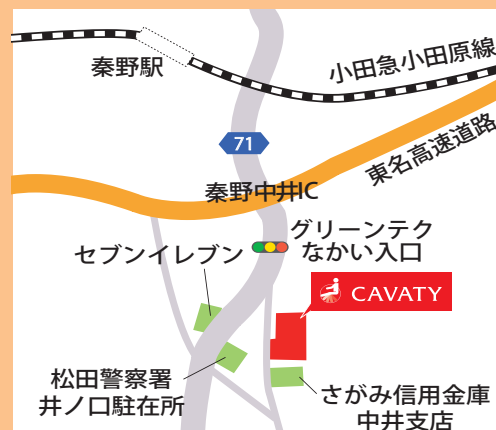 小田急小田原線
秦野駅
71
東名高速道路
秦野中井IC
グリーンテク
なかい入口
セブンイレブン
CAVATY
松田警察署
井ノ口駐在所
さがみ信用金庫
中井支店